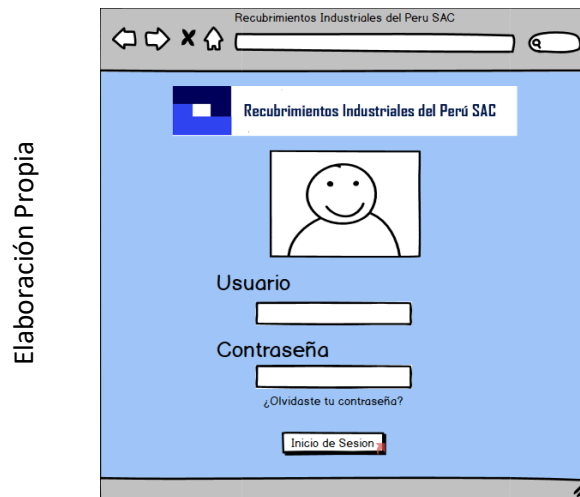 Recubrimientos Industriales del Peru SAC
Recubrimientos Industriales del Perú SAC
Usuario
Contraseña
¿Olvidaste tu contraseña?
Inicio de Sesion
Elaboración Propia